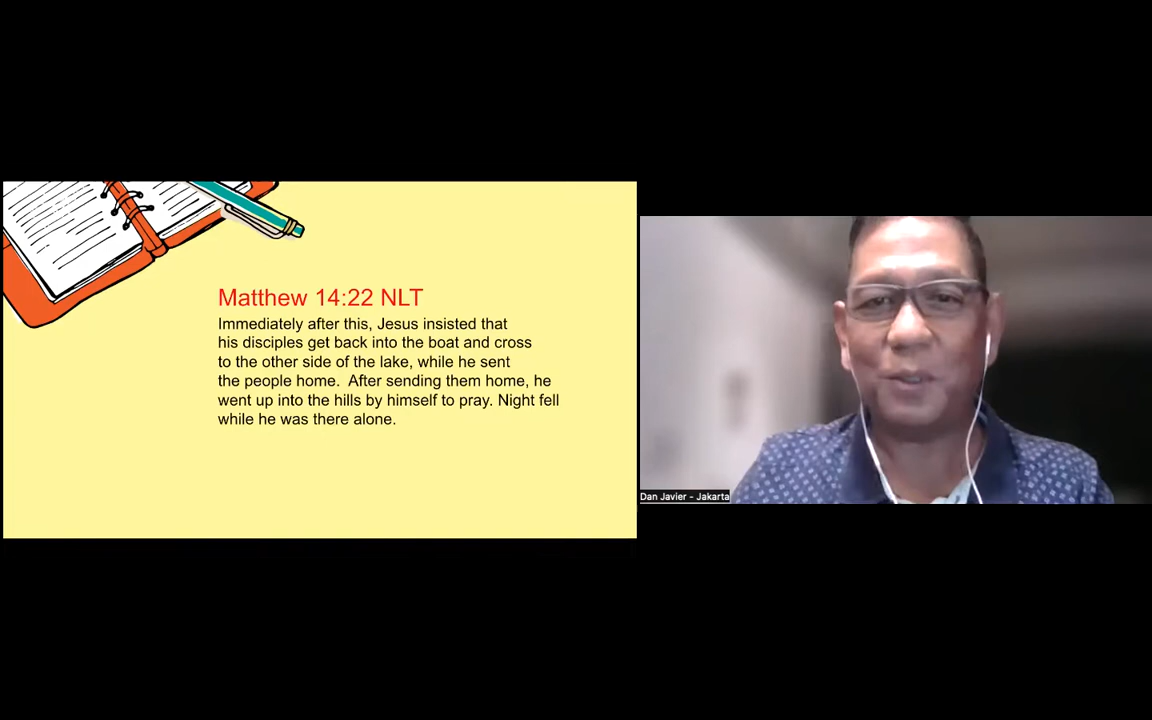 Matthew 14:22 NLT
Immediately after this, Jesus insisted that
his disciples get back into the boat and cross
to the other side of the lake, while he sent
the people home.  After sending them home, he
went up into the hills by himself to pray. Night fell
while he was there alone.
Dan Javier - Jakarta